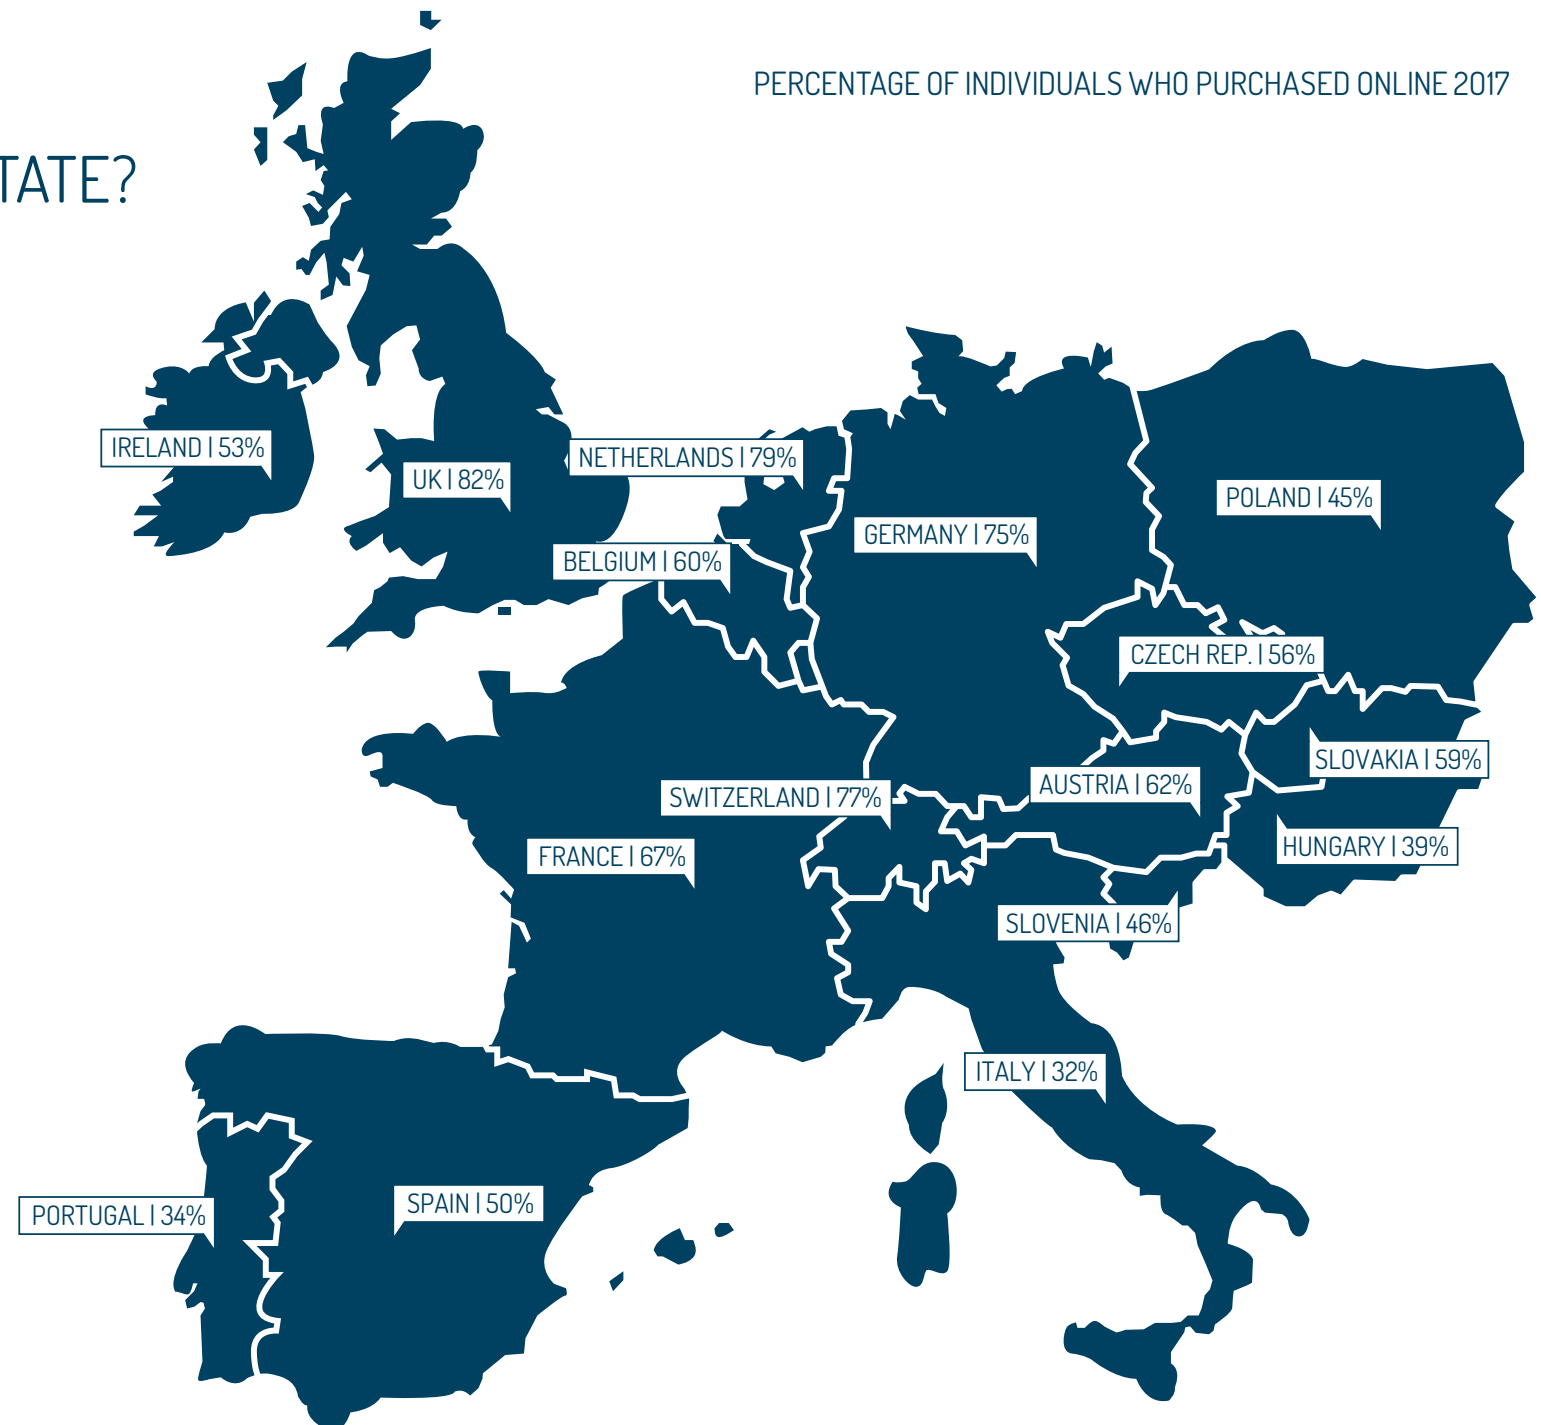 PERCENTAGE OF INDIVIDUALS WHO PURCHASED ONLINE 2017
TATE?
IRELAND | 53%
UK | 82%
NETHERLANDS | 79%
POLAND | 45%
GERMANY | 75%
BELGIUM | 60%
CZECH REP. | 56%
SLOVAKIA | 59%
AUSTRIA | 62%
SWITZERLAND | 77%
HUNGARY | 39%
FRANCE | 67%
SLOVENIA | 46%
ITALY | 32%
SPAIN | 50%
PORTUGAL | 34%